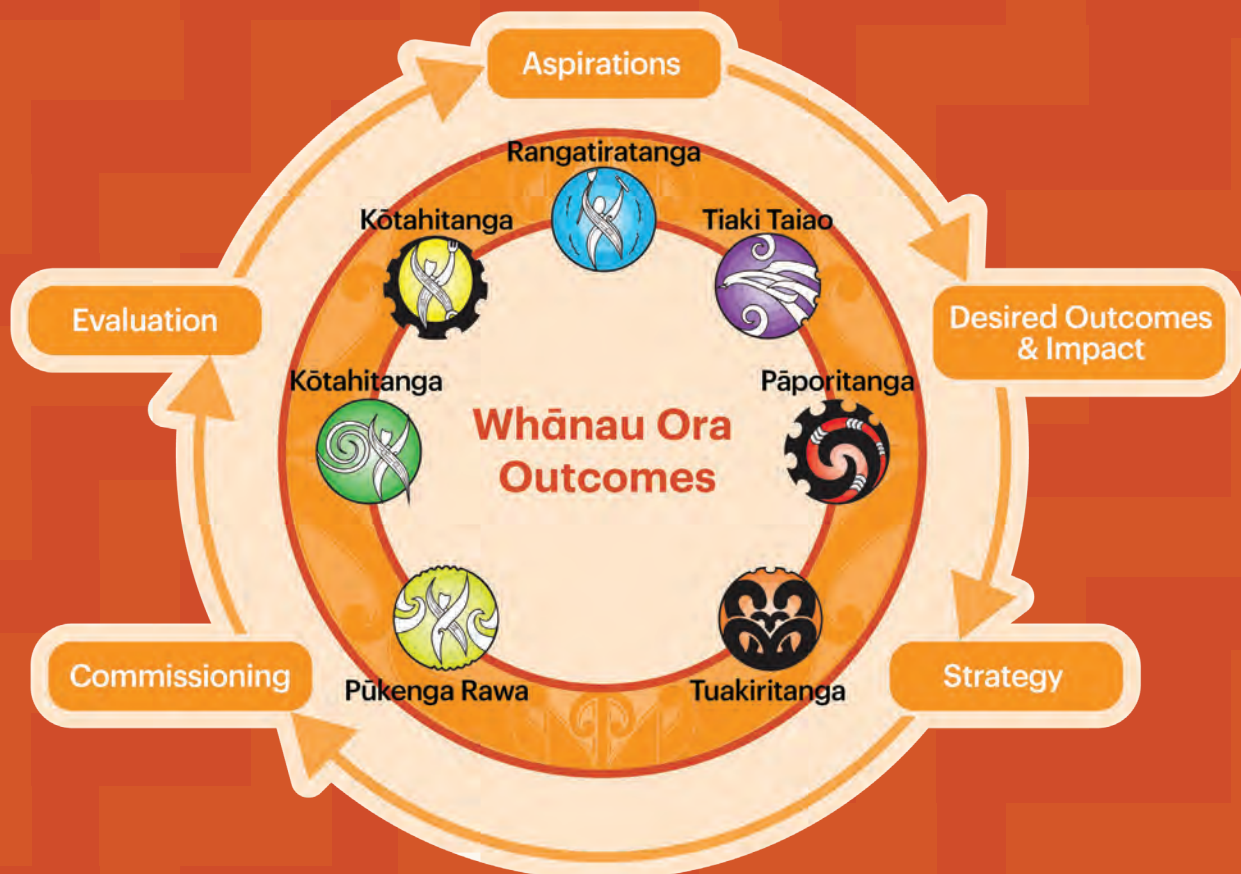 Aspirations
Rangatiratanga
Kōtahitanga
Tiaki Taiao
Evaluation
Desired Outcomes
& Impact
Kōtahitanga
Pāporitanga
Whānau Ora
Outcomes
Commissioning
Pūkenga Rawa
Tuakiritanga
Strategy